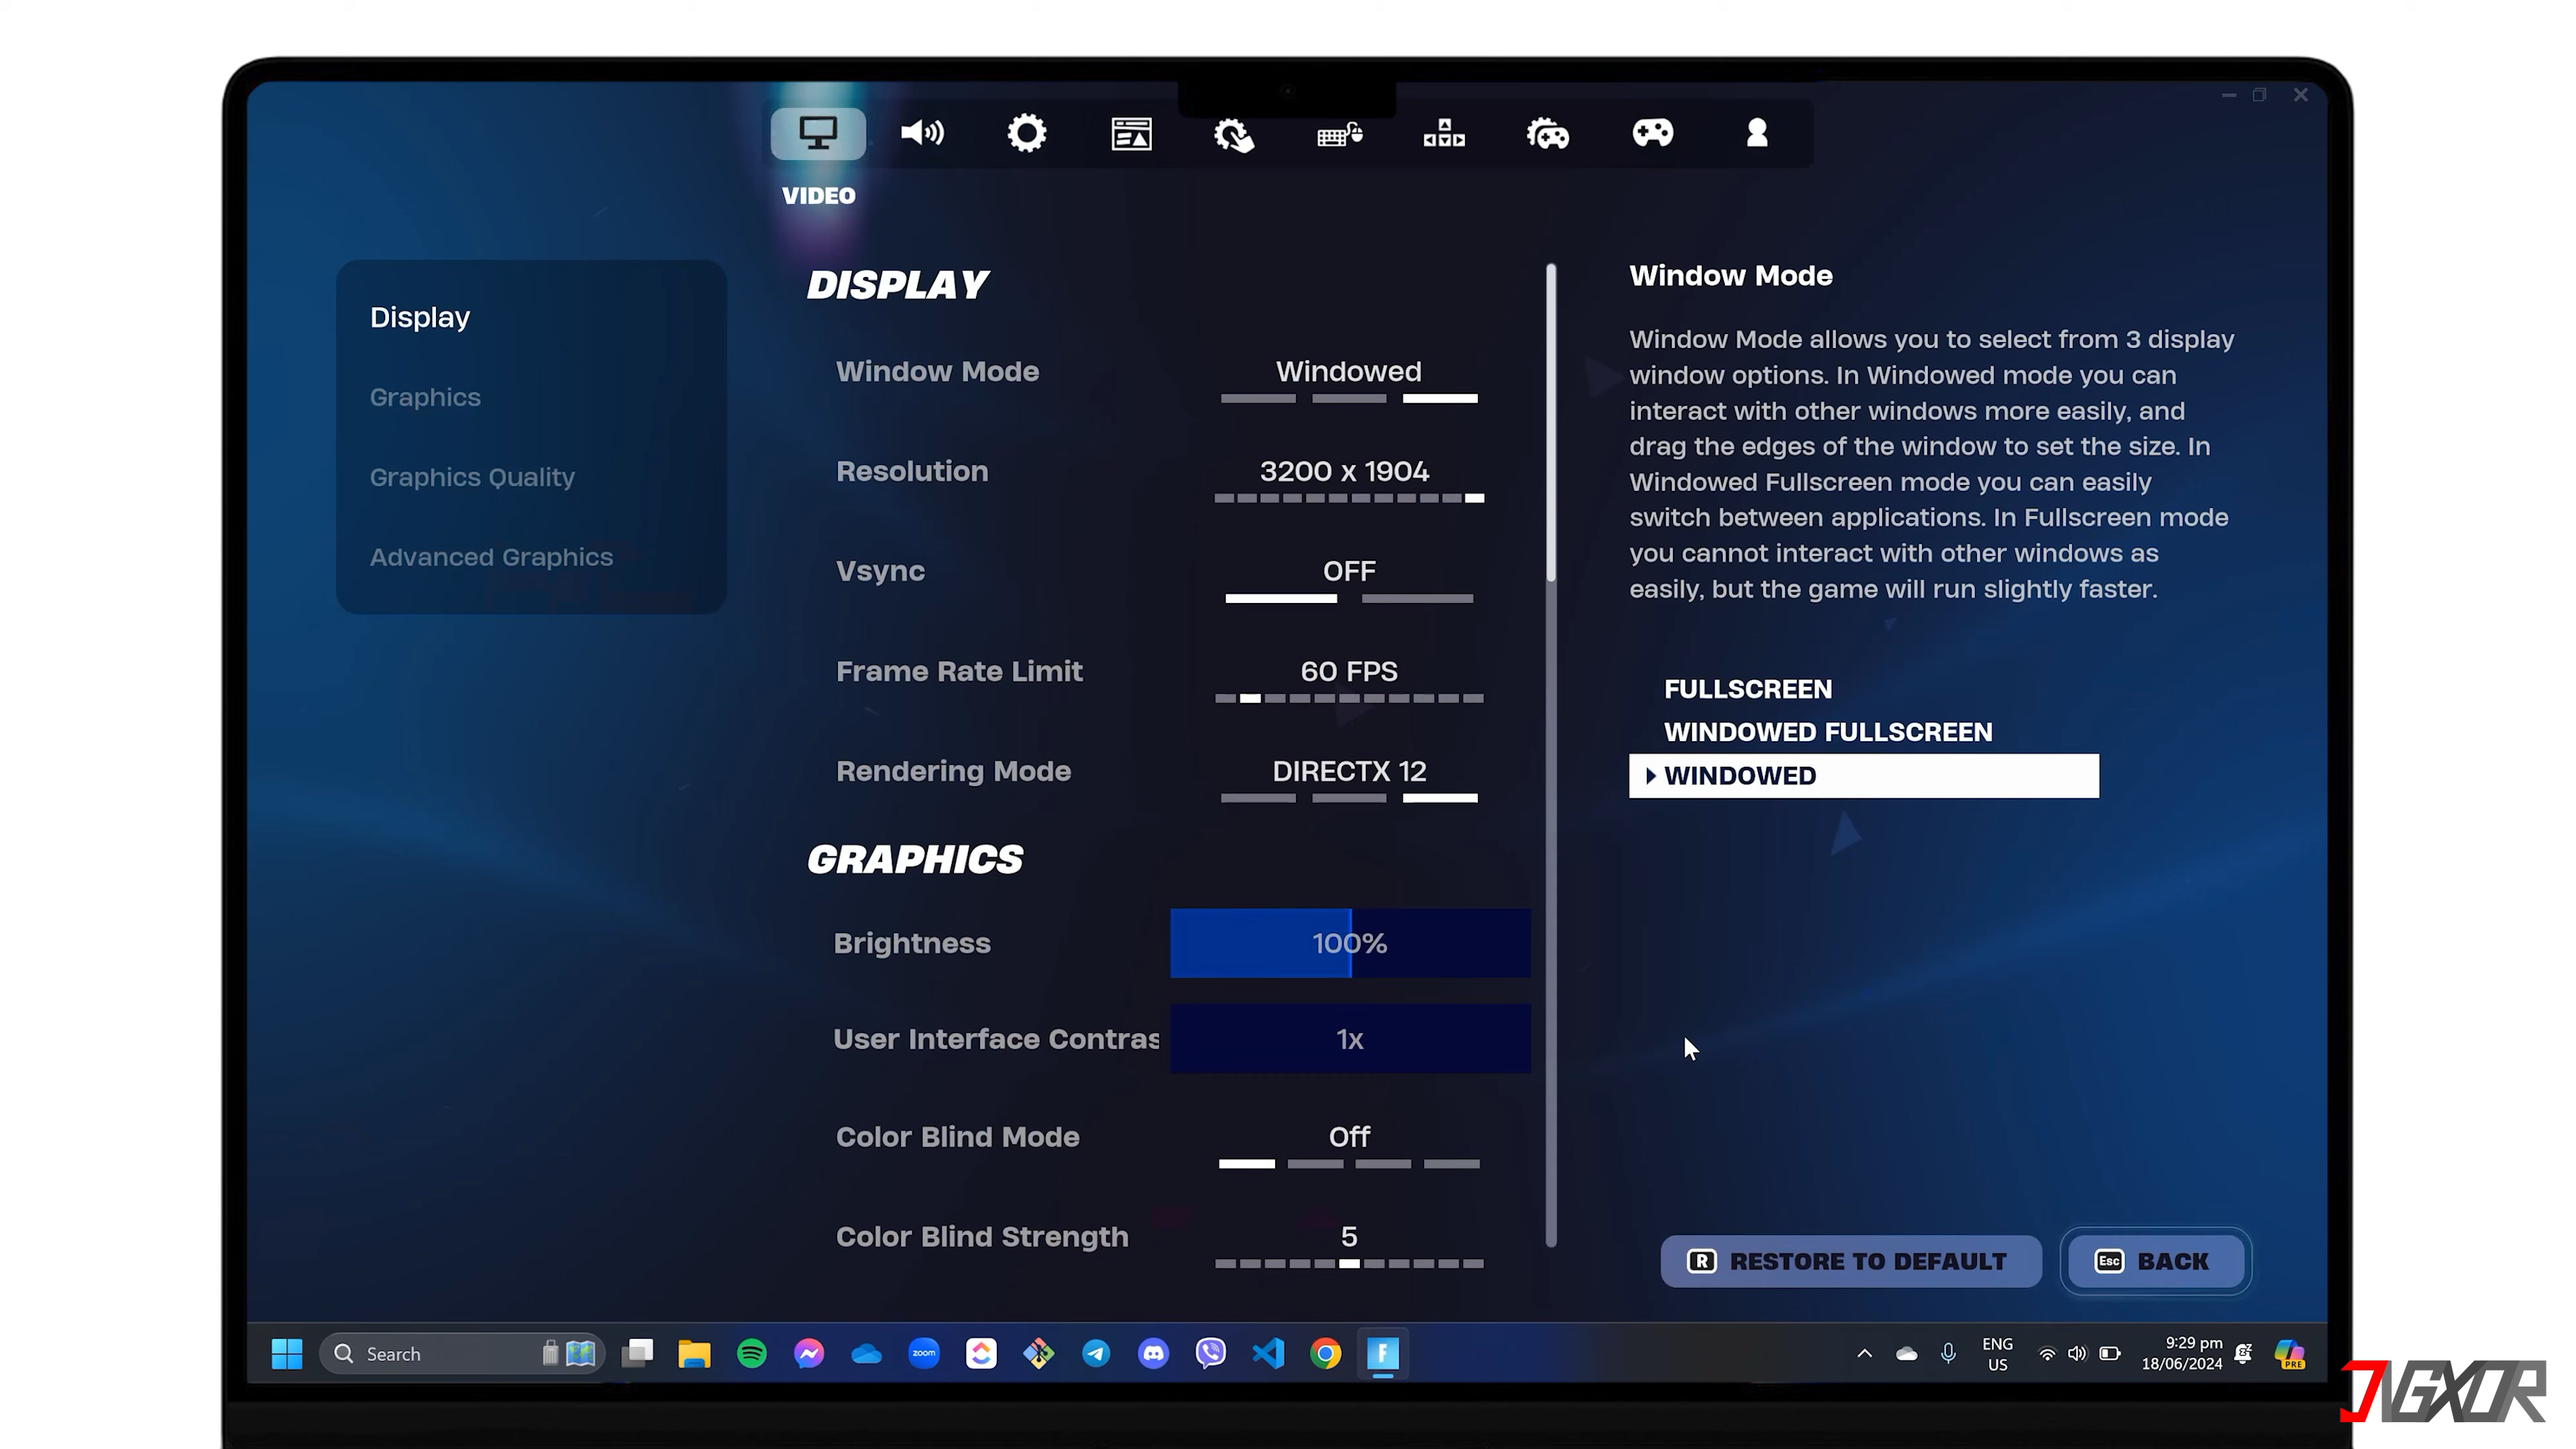 VIDEO
Display
Graphics
Graphics Quality
Advanced Graphics
DISPLAY
Window Mode
Windowed
Resolution
3200 x 1904
Vsync
OFF
Frame Rate Limit
60 FPS
Rendering Mode
DIRECTX 12
GRAPHICS
Brightness
100%
User Interface Contras
1x
Color Blind Mode
Off
Color Blind Strength
5
Window Mode
Window Mode allows you to select from 3 display
window options. In Windowed mode you can
interact with other windows more easily, and
drag the edges of the window to set the size. In
Windowed Fullscreen mode you can easily
switch between applications. In Fullscreen mode
you cannot interact with other windows as
easily, but the game will run slightly faster.
FULLSCREEN
WINDOWED FULLSCREEN
WINDOWED
R RESTORE TO DEFAULT
Esc BACK
Search
zoom
F
ENG
US
9:29 pm
18/06/2024
PRE
JNGXOR